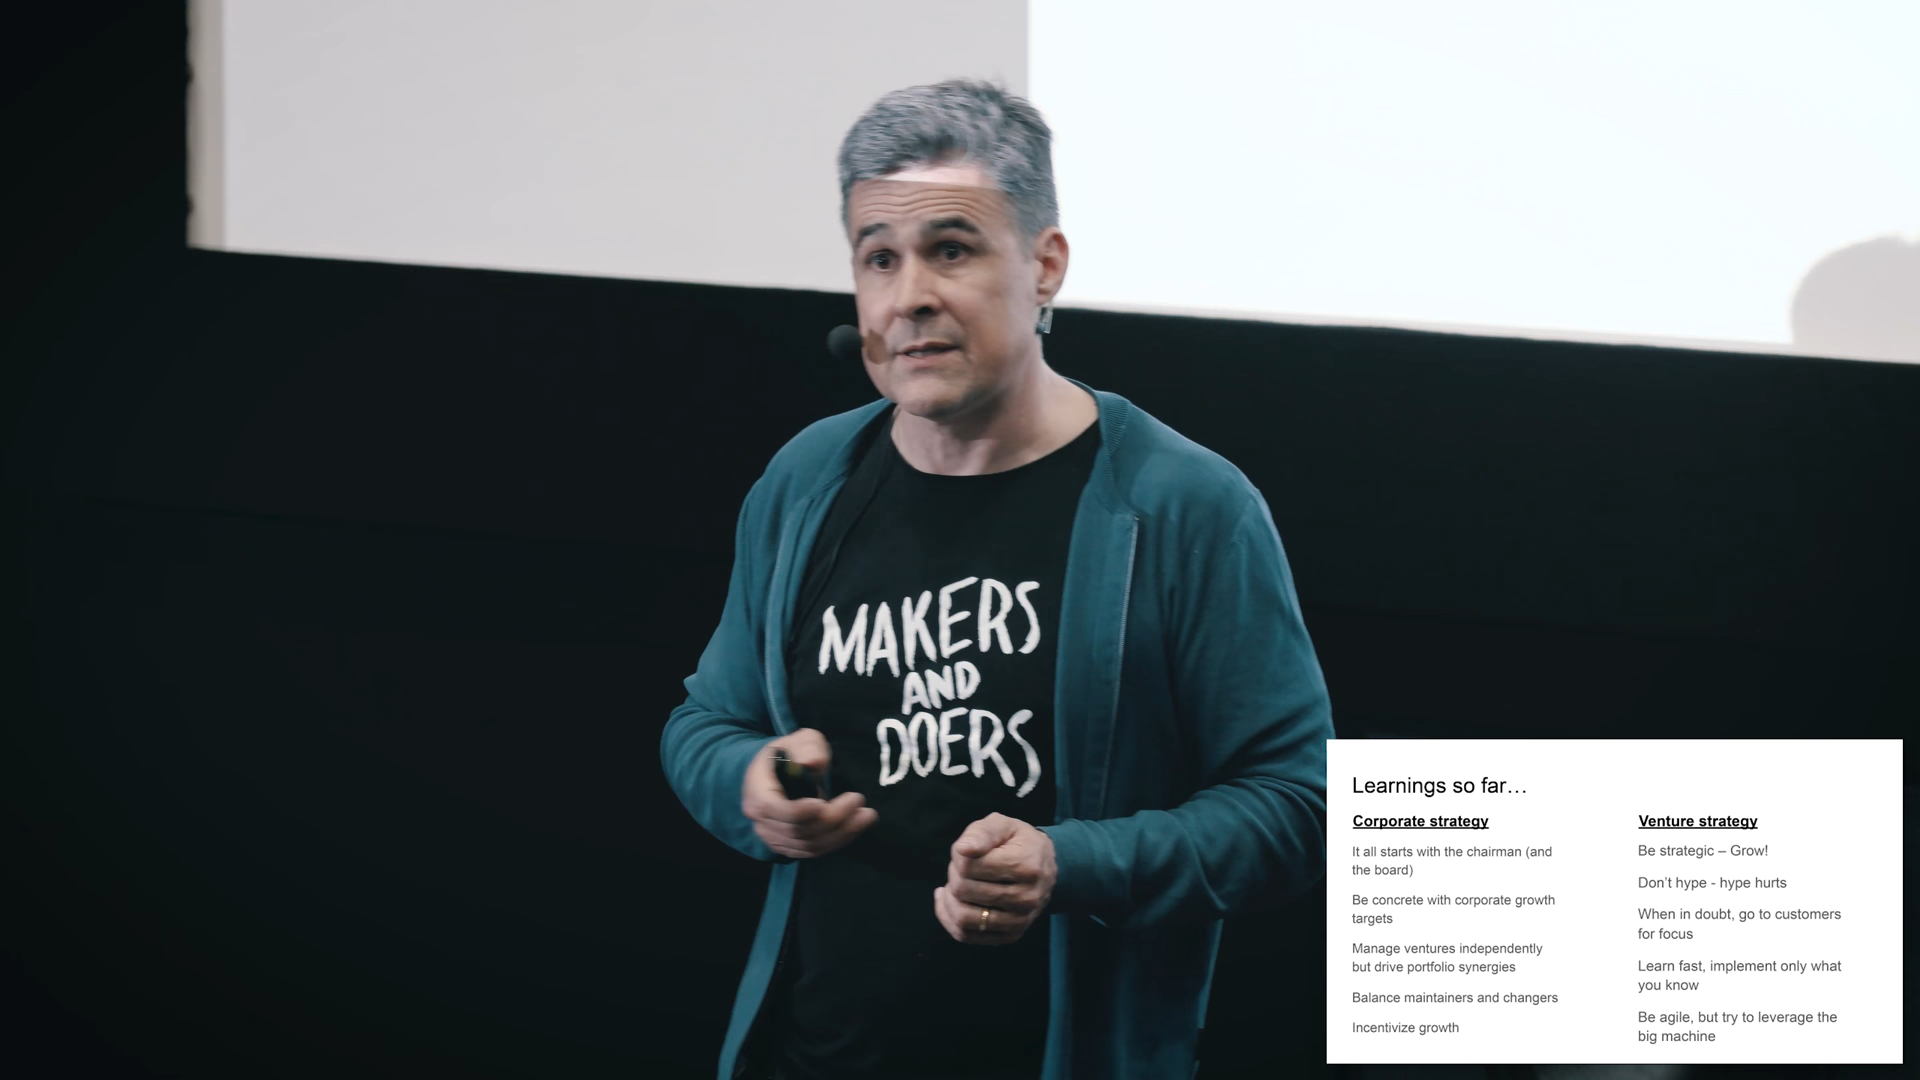 MAKERS
AND
DOERS
Learnings so far…
Corporate strategy
It all starts with the chairman (and
the board)
Be concrete with corporate growth
targets
Manage ventures independently
but drive portfolio synergies
Balance maintainers and changers
Incentivize growth
Venture strategy
Be strategic – Grow!
Don't hype - hype hurts
When in doubt, go to customers
for focus
Learn fast, implement only what
you know
Be agile, but try to leverage the
big machine